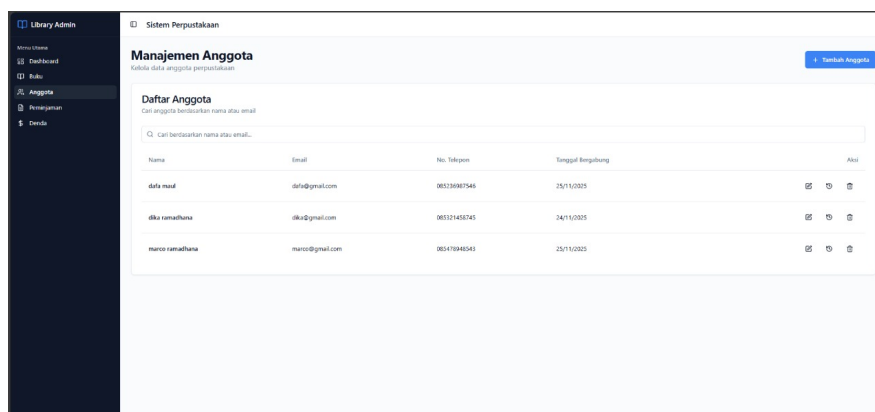 Library Admin
Sistem Perpustakaan
Menu Utama
Dashboard
Buku
Anggota
Peminjaman
Denda
Manajemen Anggota
Kelola data anggota perpustakaan
+ Tambah Anggota
Daftar Anggota
Cari anggota berdasarkan nama atau email
Cari berdasarkan nama atau email...
Nama Email No. Telepon Tanggal Bergabung Aksi
dafa maul dafa@gmail.com 085236987546 25/11/2025
dika ramadhana dika@gmail.com 085321458745 24/11/2025
marco ramadhana marco@gmail.com 085478948543 25/11/2025